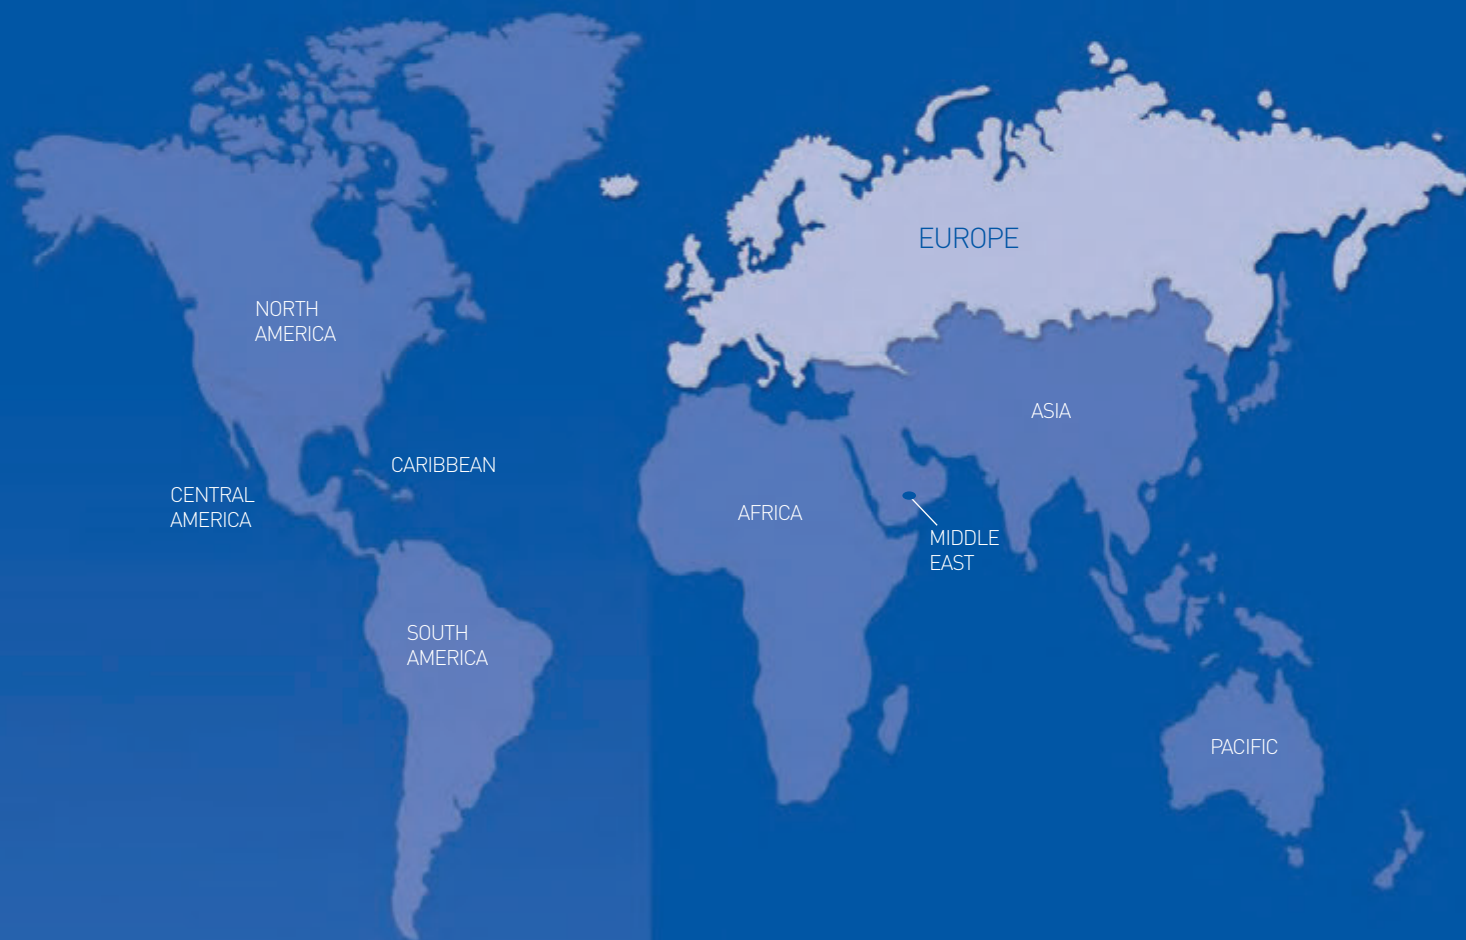 EUROPE
NORTH
AMERICA
ASIA
CARIBBEAN
CENTRAL
AMERICA
AFRICA
MIDDLE
EAST
SOUTH
AMERICA
PACIFIC